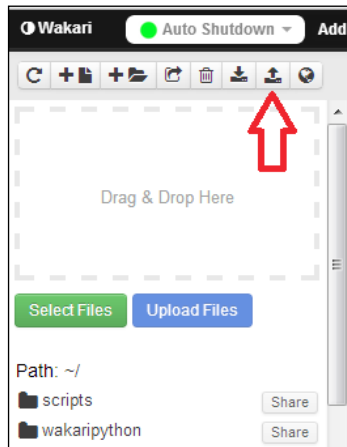 Wakari Auto Shutdown Add
Drag & Drop Here
Select Files Upload Files
Path: ~/
scripts Share
wakaripython Share